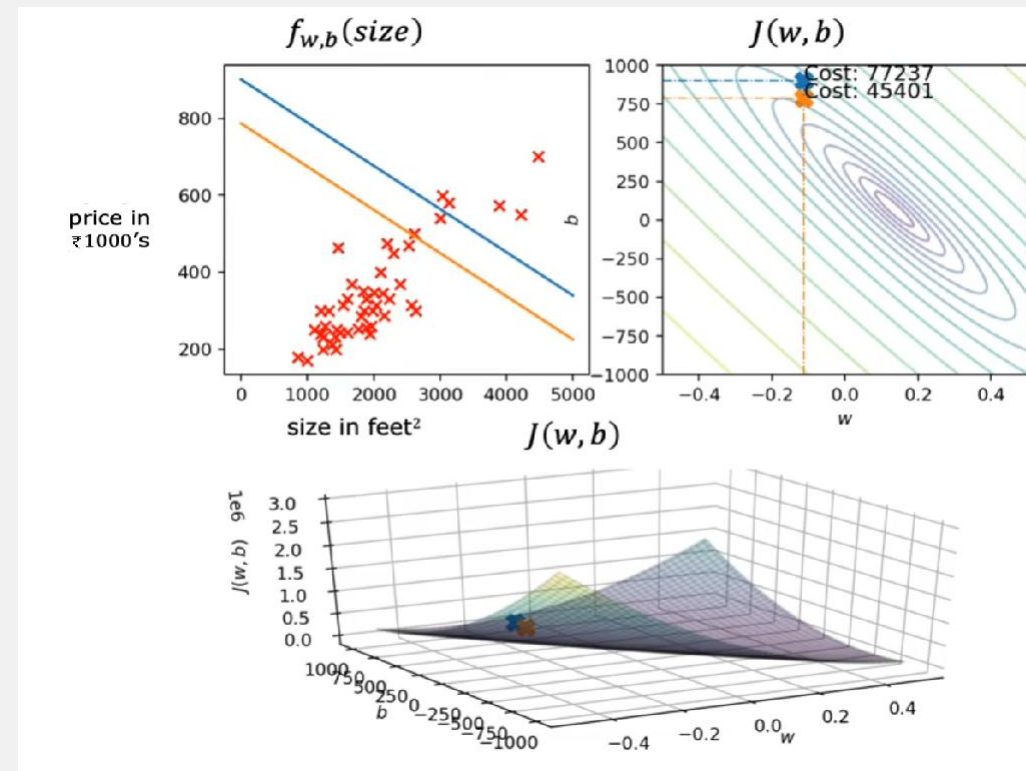 f_{w,b}(size)
800
600
400
200
price in
₹1000's
0 1000 2000 3000 4000 5000
size in feet²
J(w,b)
1000
750
500
250
0
−250
−500
−750
−1000
b
Cost: 77237
Cost: 45401
−0.4 −0.2 0.0 0.2 0.4
w
J(w,b)
1e6
J(w,b)
3.0
2.5
2.0
1.5
1.0
0.5
0.0
1000
750
500
250
0
−250
−500
−750
−1000
b
−0.4 −0.2 0.0 0.2 0.4
w